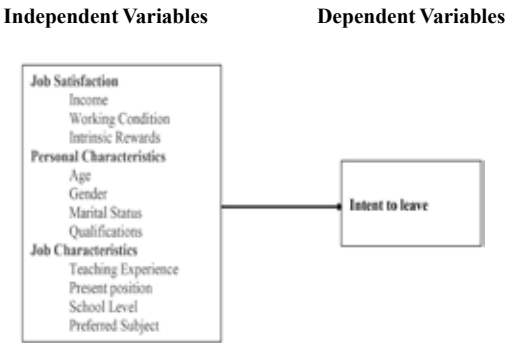 Independent Variables
Dependent Variables
Job Satisfaction
Income
Working Condition
Intrinsic Rewards
Personal Characteristics
Age
Gender
Marital Status
Qualifications
Job Characteristics
Teaching Experience
Present position
School Level
Preferred Subject
Intent to leave